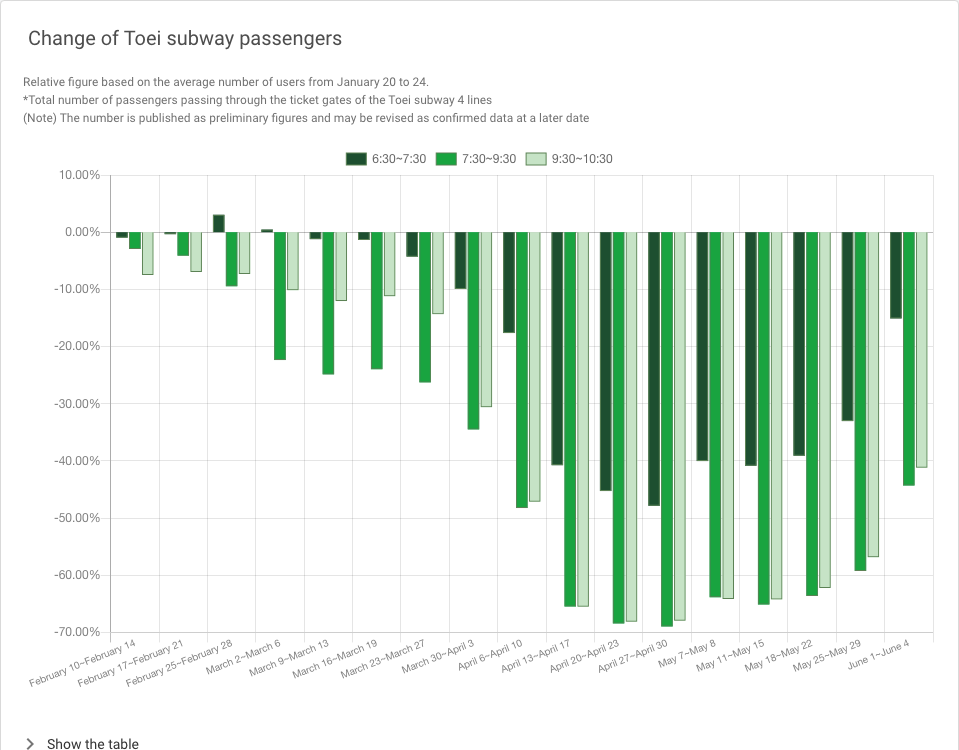 Change of Toei subway passengers
Relative figure based on the average number of users from January 20 to 24.
*Total number of passengers passing through the ticket gates of the Toei subway 4 lines
(Note) The number is published as preliminary figures and may be revised as confirmed data at a later date
6:30~7:30 7:30~9:30 9:30~10:30
10.00%
0.00%
-10.00%
-20.00%
-30.00%
-40.00%
-50.00%
-60.00%
-70.00%
February 10~February 14
February 17~February 21
February 25~February 28
March 2~March 6
March 9~March 13
March 16~March 19
March 23~March 27
March 30~April 3
April 6~April 10
April 13~April 17
April 20~April 23
April 27~April 30
May 7~May 8
May 11~May 15
May 18~May 22
May 25~May 29
June 1~June 4
Show the table